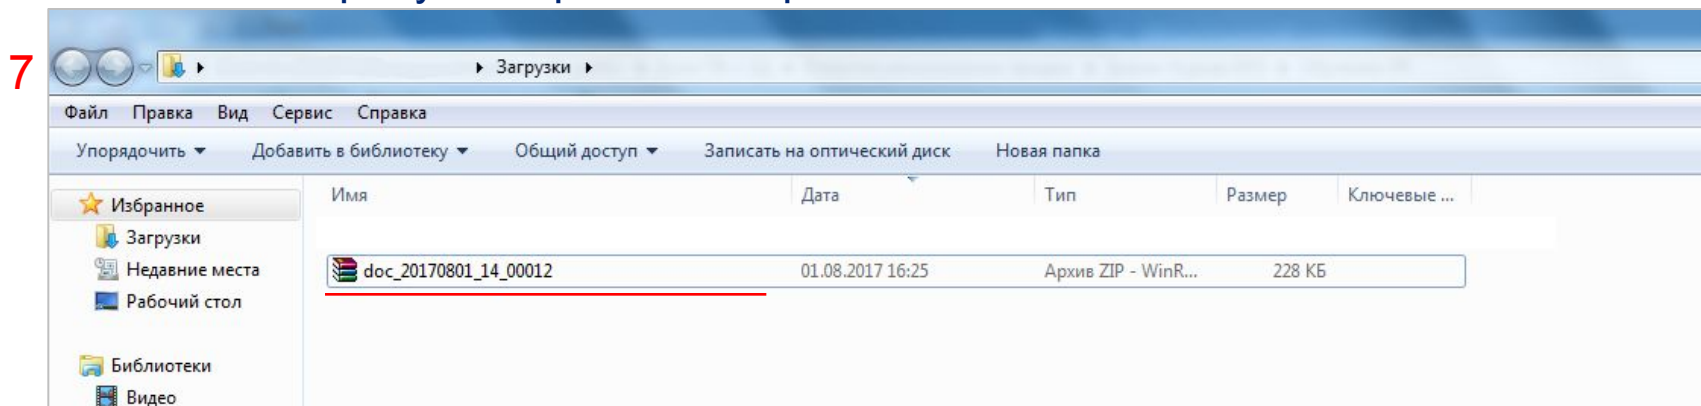 7
Загрузки
Файл Правка Вид Сервис Справка
Упорядочить Добавить в библиотеку Общий доступ Записать на оптический диск Новая папка
Имя Дата Тип Размер Ключевые ...
Избранное
Загрузки
Недавние места
doc_20170801_14_00012 01.08.2017 16:25 Архив ZIP - WinR... 228 КБ
Рабочий стол
Библиотеки
Видео